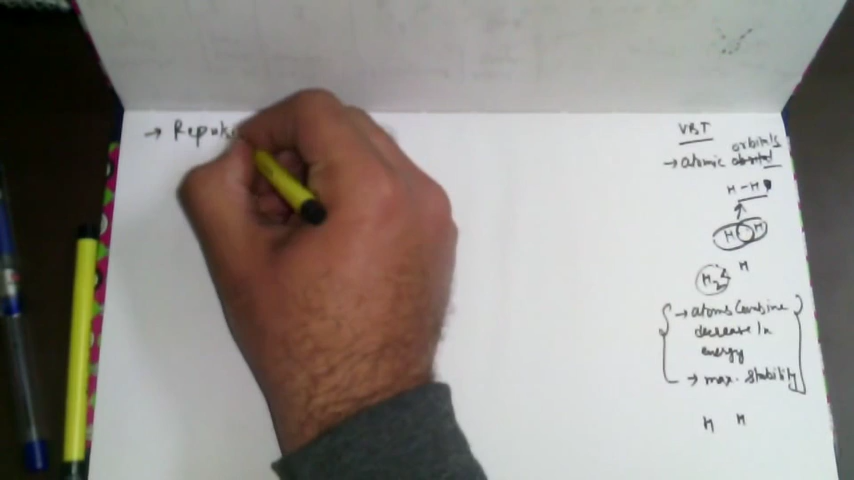 → Repuls
VBT
→ atomic orbitals
H-H
H H
H₂ H
→ atoms combine
decrease in
energy
→ max. stability
H H